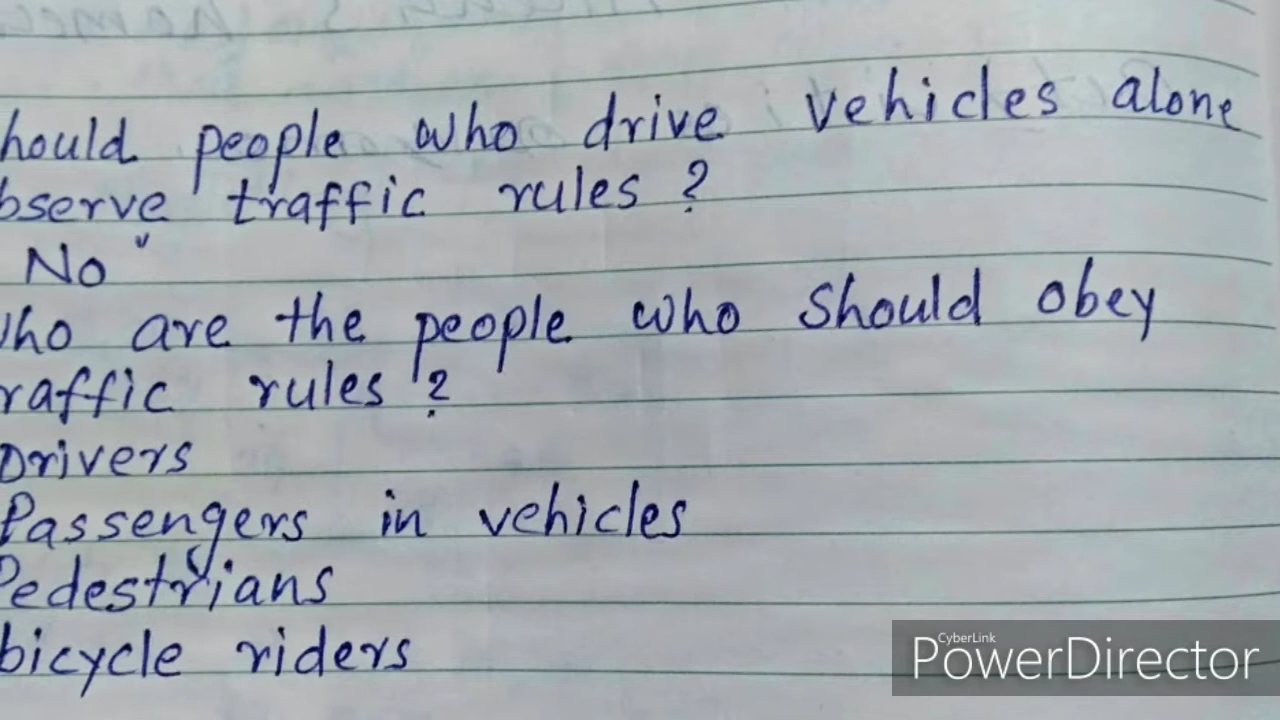 hould people who drive vehicles alone
bserve traffic rules ?
No
ho are the people who should obey
raffic rules ?
Drivers
Passengers in vehicles
Pedestrians
bicycle riders
CyberLink
PowerDirector